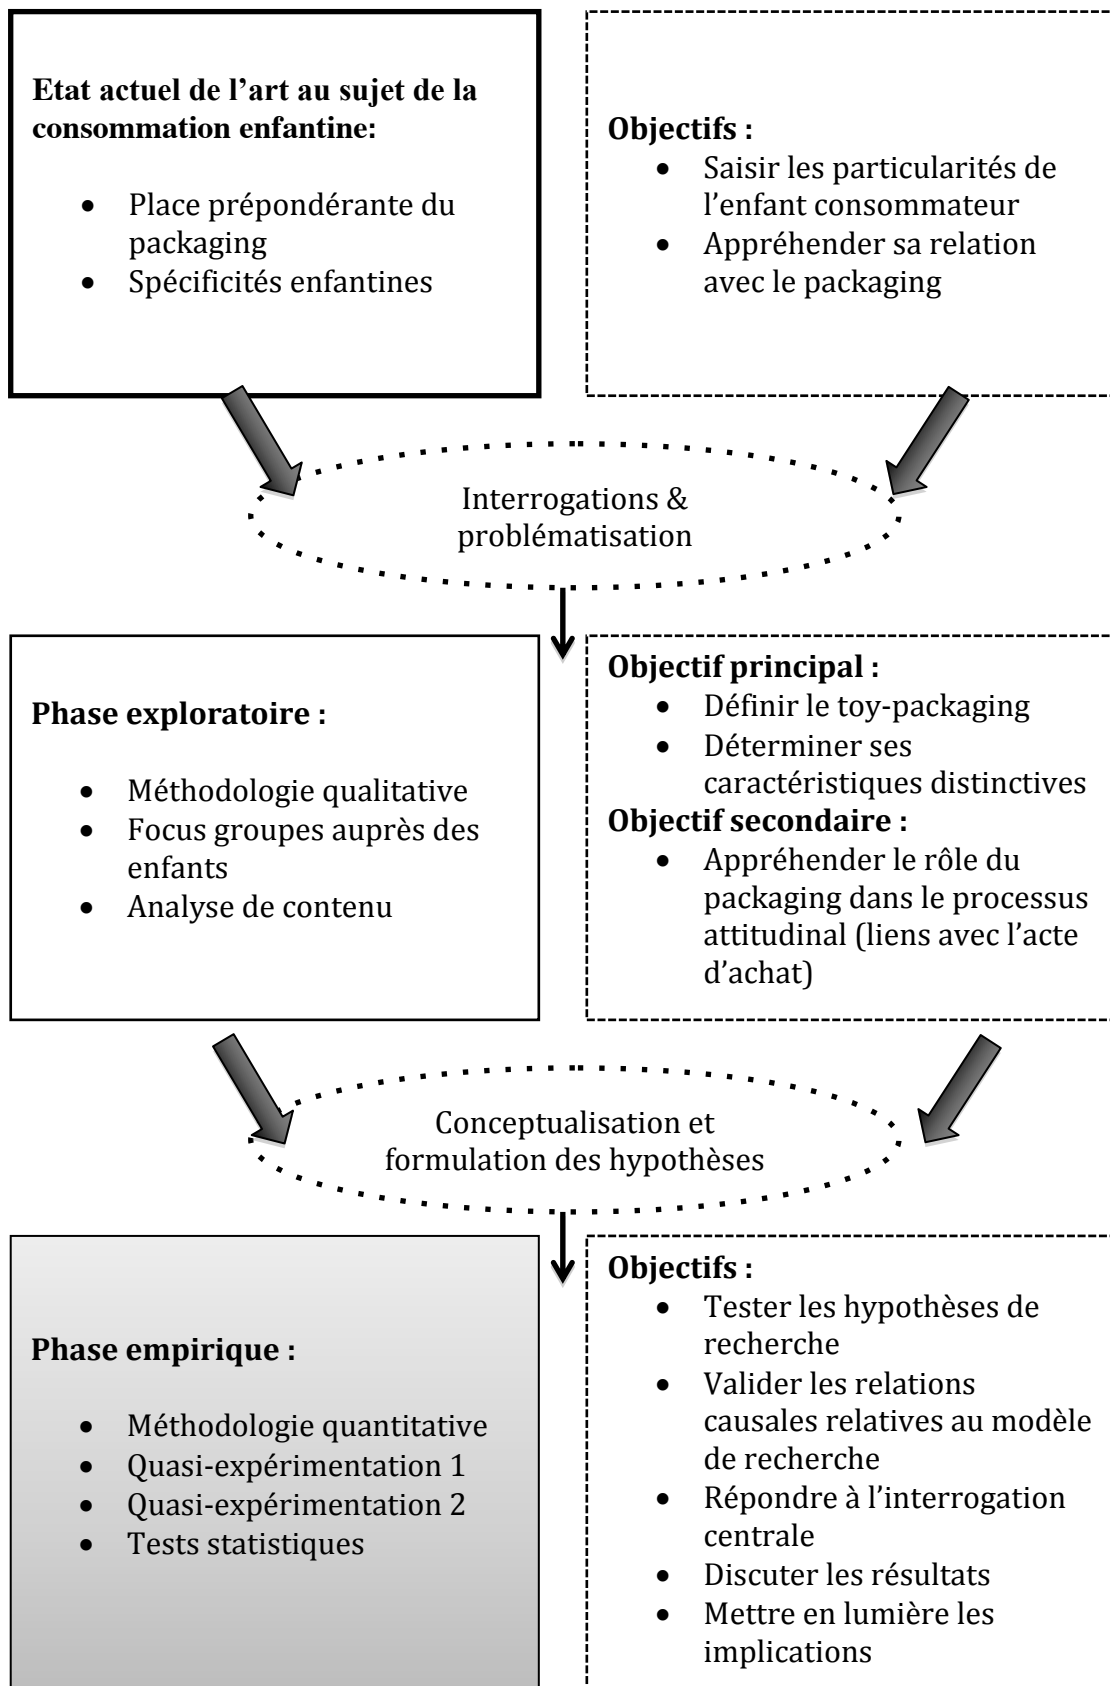 Etat actuel de l’art au sujet de la
consommation enfantine:
• Place prépondérante du
packaging
• Spécificités enfantines
Objectifs :
• Saisir les particularités de
l’enfant consommateur
• Appréhender sa relation
avec le packaging
Interrogations &
problématisation
Phase exploratoire :
• Méthodologie qualitative
• Focus groupes auprès des
enfants
• Analyse de contenu
Objectif principal :
• Définir le toy-packaging
• Déterminer ses
caractéristiques distinctives
Objectif secondaire :
• Appréhender le rôle du
packaging dans le processus
attitudinal (liens avec l’acte
d’achat)
Conceptualisation et
formulation des hypothèses
Phase empirique :
• Méthodologie quantitative
• Quasi-expérimentation 1
• Quasi-expérimentation 2
• Tests statistiques
Objectifs :
• Tester les hypothèses de
recherche
• Valider les relations
causales relatives au modèle
de recherche
• Répondre à l’interrogation
centrale
• Discuter les résultats
• Mettre en lumière les
implications